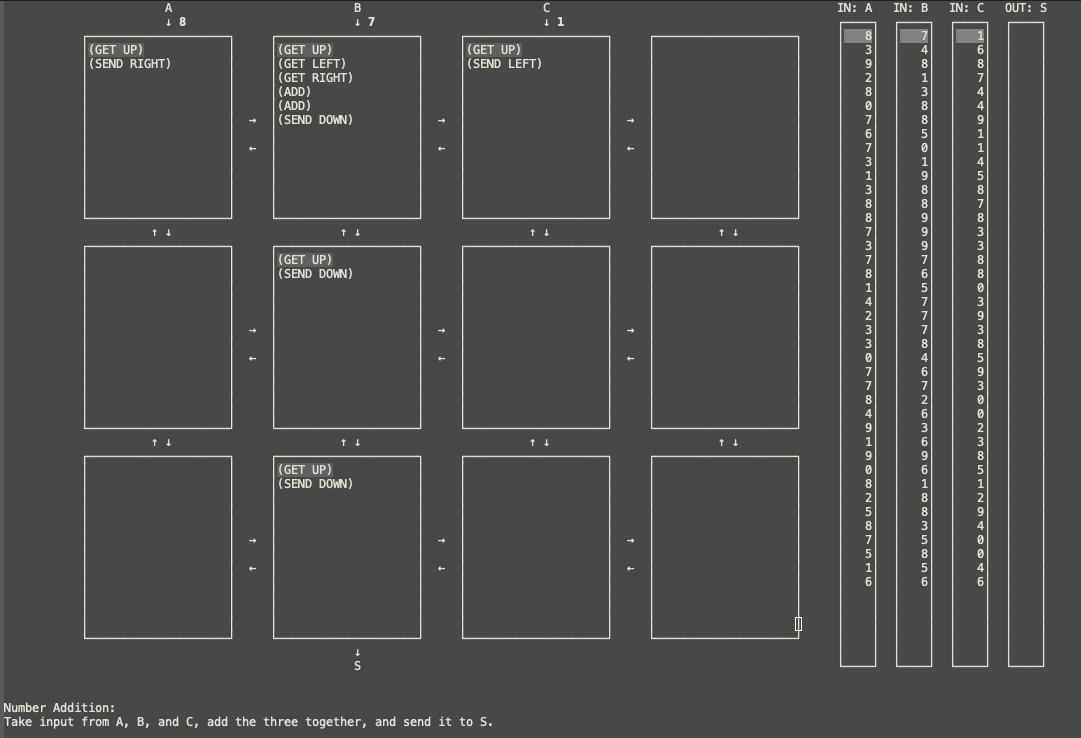 A B C IN: A IN: B IN: C OUT: S
↓ 8 ↓ 7 ↓ 1
(GET UP) (GET UP) (GET UP) 8 7 1
(SEND RIGHT) (GET LEFT) (SEND LEFT) 3 4 6
(GET RIGHT) 9 8 8
(ADD) 2 1 7
(ADD) 8 3 4
(SEND DOWN) 0 8 4
→ → → 7 8 9
6 5 1
← ← ← 7 0 1
3 1 4
1 9 5
3 8 8
8 8 7
8 9 8
↑ ↓ ↑ ↓ ↑ ↓ ↑ ↓ 7 9 3
3 9 3
(GET UP) 7 7 8
(SEND DOWN) 8 6 8
1 5 0
4 7 3
2 7 9
→ → → 3 7 3
3 8 8
← ← ← 0 4 5
7 6 9
7 7 3
8 2 0
4 6 0
9 3 2
↑ ↓ ↑ ↓ ↑ ↓ ↑ ↓ 1 6 3
9 9 8
(GET UP) 0 6 5
(SEND DOWN) 8 1 1
2 8 2
5 8 9
8 3 4
→ → → 7 5 0
5 8 0
← ← ← 1 5 4
6 6 6
↓
S
Number Addition:
Take input from A, B, and C, add the three together, and send it to S.